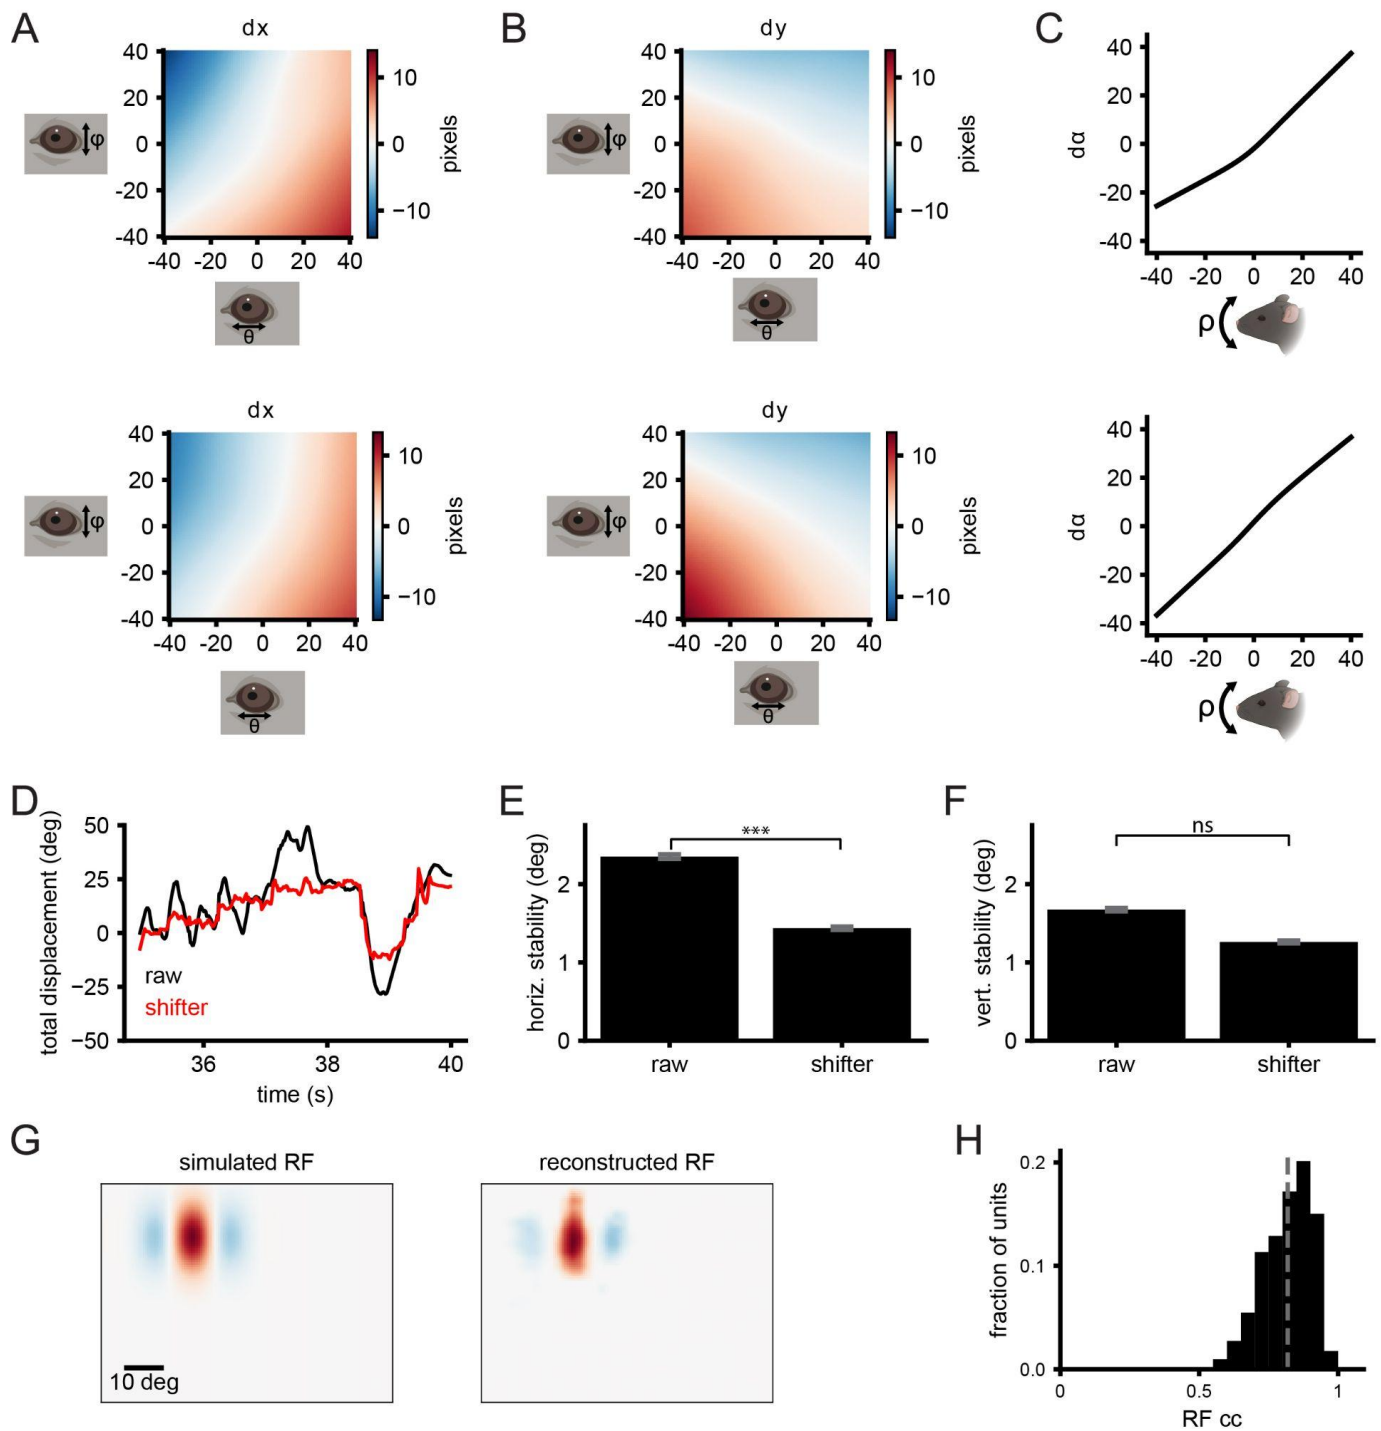 A
dx
40
20
0
-20
-40
-40 -20 0 20 40
10
0
−10
pixels
φ
θ
B
dy
40
20
0
-20
-40
-40 -20 0 20 40
10
0
−10
pixels
φ
θ
C
40
20
0
-20
-40
dα
-40 -20 0 20 40
ρ
dx
40
20
0
-20
-40
-40 -20 0 20 40
10
0
−10
pixels
φ
θ
dy
40
20
0
-20
-40
-40 -20 0 20 40
10
0
−10
pixels
φ
θ
40
20
0
-20
-40
dα
-40 -20 0 20 40
ρ
D
total displacement (deg)
50
25
0
−25
−50
raw
shifter
36 38 40
time (s)
E
horiz. stability (deg)
2
1
0
***
raw shifter
F
vert. stability (deg)
2
1
0
ns
raw shifter
G
simulated RF
10 deg
reconstructed RF
H
fraction of units
0.2
0.1
0.0
0 0.5 1
RF cc